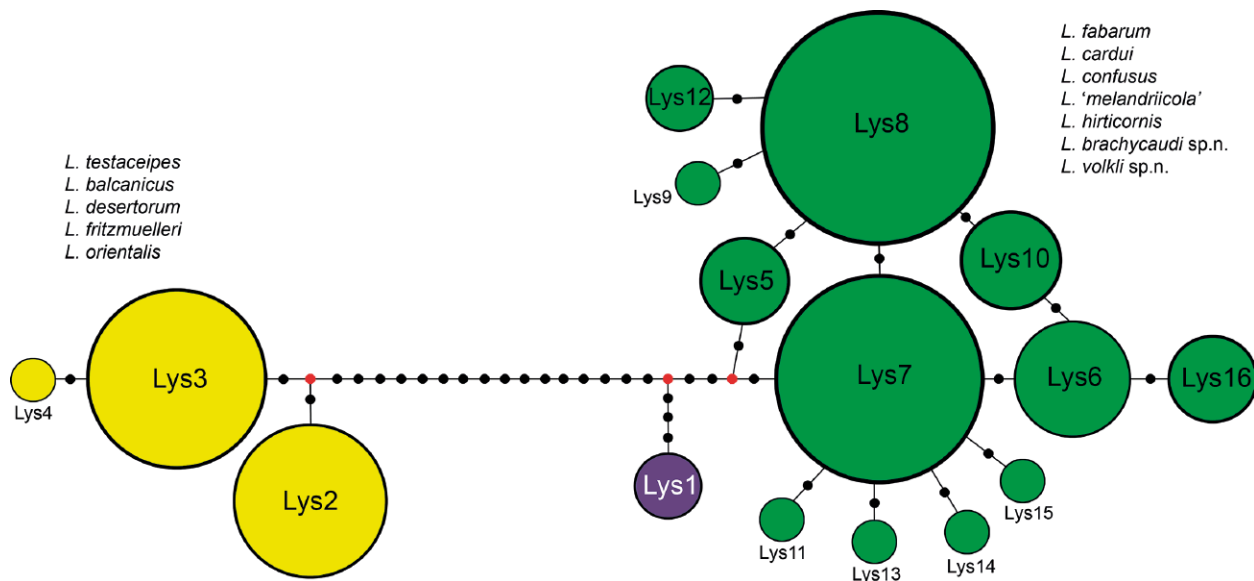 L. fabarum
L. cardui
L. confusus
L. 'melandriicola'
L. hirticornis
L. brachycaudi sp.n.
L. volkli sp.n.
L. testaceipes
L. balcanicus
L. desertorum
L. fritzmuelleri
L. orientalis
Lys12
Lys8
Lys9
Lys5
Lys10
Lys4
Lys3
Lys7
Lys6
Lys16
Lys2
Lys1
Lys15
Lys11
Lys13
Lys14